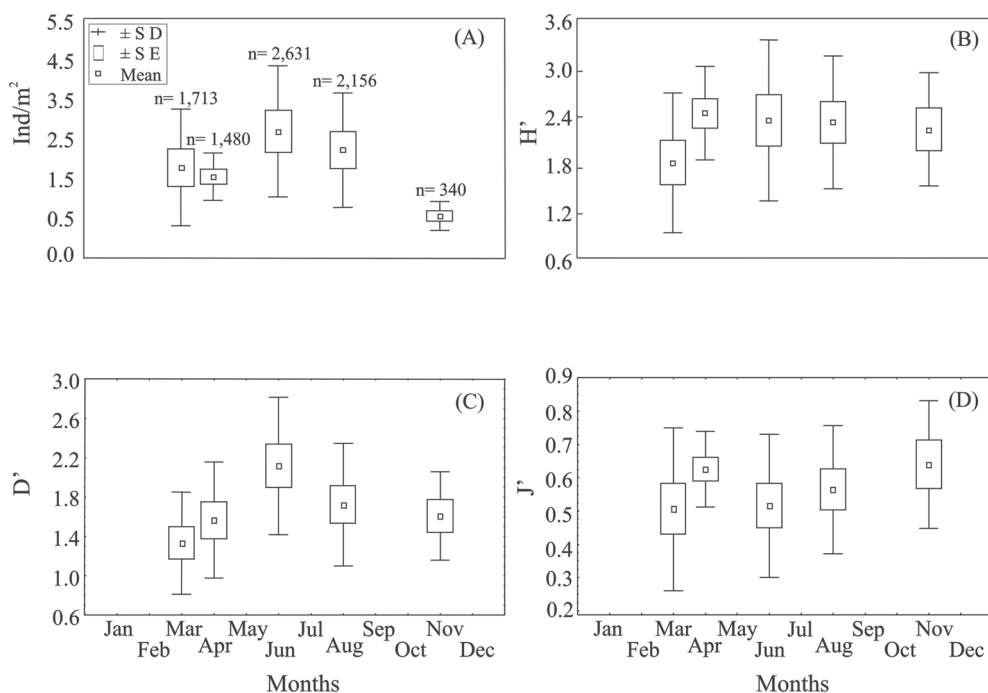 5.5
4.5
3.5
2.5
1.5
0.5
0.0
Ind/m²
± S D
± S E
Mean
(A)
n= 1,713
n= 1,480
n= 2,631
n= 2,156
n= 340
3.6
3.0
2.4
1.8
1.2
0.6
H’
(B)
3.0
2.6
2.2
1.8
1.4
1.0
0.6
D’
(C)
Jan Feb Mar Apr May Jun Jul Aug Sep Oct Nov Dec
Months
0.9
0.8
0.7
0.6
0.5
0.4
0.3
0.2
J’
(D)
Jan Feb Mar Apr May Jun Jul Aug Sep Oct Nov Dec
Months